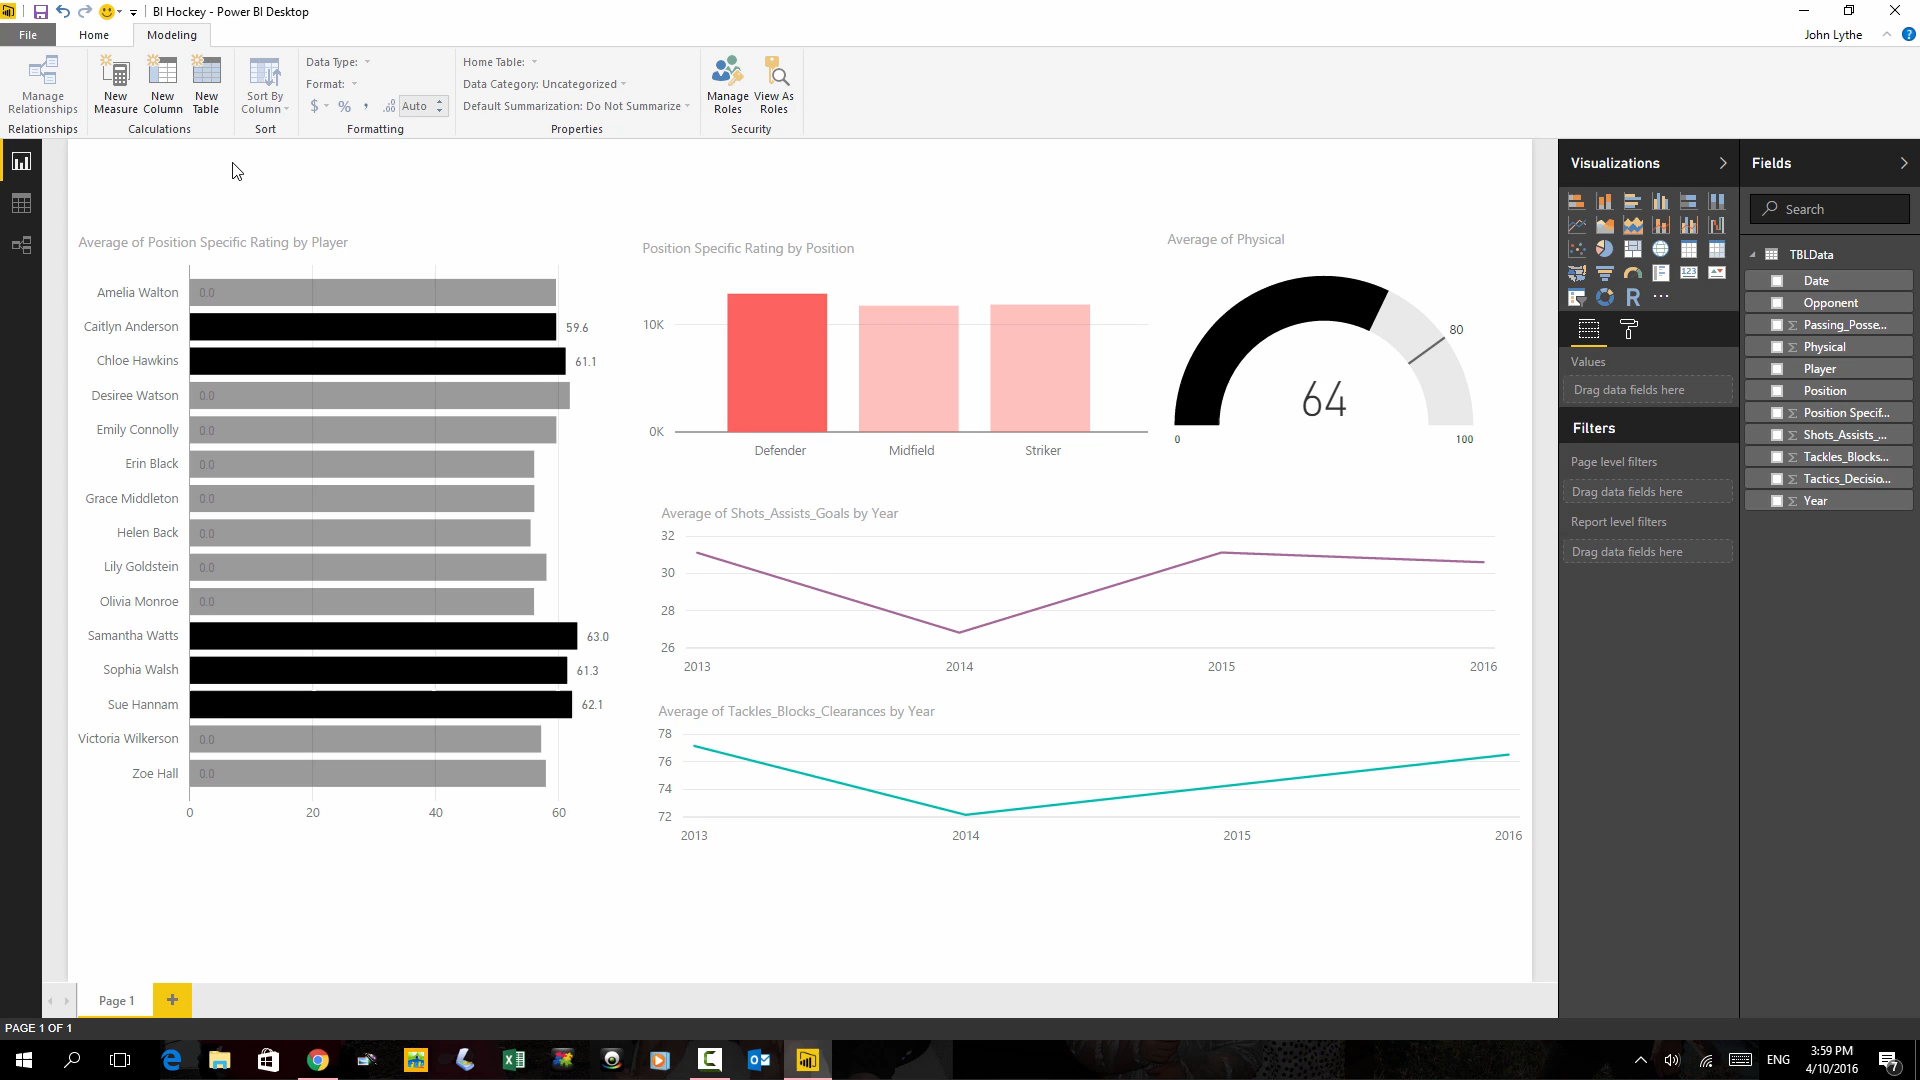 BI Hockey - Power BI Desktop
File
Home
Modeling
John Lythe
Manage Relationships
Relationships
New Measure
New Column
New Table
Calculations
Sort By Column
Sort
Data Type:
Format:
$ % , .00 Auto
Formatting
Home Table:
Data Category: Uncategorized
Default Summarization: Do Not Summarize
Properties
Manage Roles
View As Roles
Security
Average of Position Specific Rating by Player
Amelia Walton 0.0
Caitlyn Anderson 59.6
Chloe Hawkins 61.1
Desiree Watson 0.0
Emily Connolly 0.0
Erin Black 0.0
Grace Middleton 0.0
Helen Back 0.0
Lily Goldstein 0.0
Olivia Monroe 0.0
Samantha Watts 63.0
Sophia Walsh 61.3
Sue Hannam 62.1
Victoria Wilkerson 0.0
Zoe Hall 0.0
0 20 40 60
Position Specific Rating by Position
10K
0K
Defender Midfield Striker
Average of Physical
80
64
0 100
Average of Shots_Assists_Goals by Year
32
30
28
26
2013 2014 2015 2016
Average of Tackles_Blocks_Clearances by Year
78
76
74
72
2013 2014 2015 2016
Visualizations
123
R
Values
Drag data fields here
Filters
Page level filters
Drag data fields here
Report level filters
Drag data fields here
Fields
Search
TBLData
Date
Opponent
Σ Passing_Posse...
Σ Physical
Player
Position
Σ Position Specif...
Σ Shots_Assists_...
Σ Tackles_Blocks...
Σ Tactics_Decisio...
Σ Year
Page 1
PAGE 1 OF 1
ENG
3:59 PM
4/10/2016
7